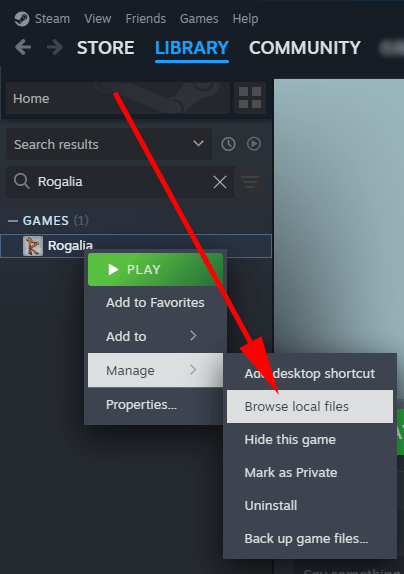 Steam View Friends Games Help
STORE LIBRARY COMMUNITY
Home
Search results
Rogalia
GAMES (1)
Rogalia
PLAY
Add to Favorites
Add to
Manage
Properties...
Add desktop shortcut
Browse local files
Hide this game
Mark as Private
Uninstall
Back up game files...
Say something